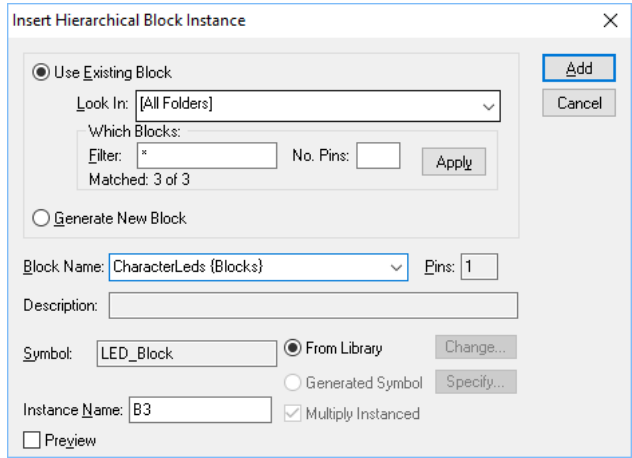 Insert Hierarchical Block Instance
Use Existing Block
Add
Look In: [All Folders]
Cancel
Which Blocks:
Filter: * No. Pins: Apply
Matched: 3 of 3
Generate New Block
Block Name: CharacterLeds {Blocks} Pins: 1
Description:
Symbol: LED_Block From Library Change...
Generated Symbol Specify...
Instance Name: B3 Multiply Instanced
Preview